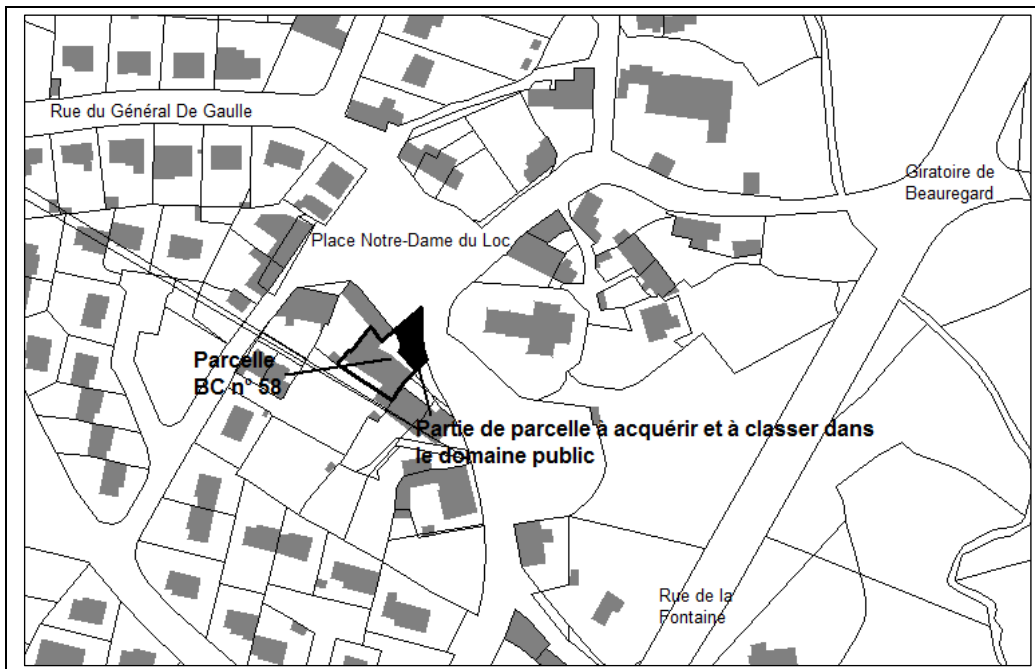 Rue du Général De Gaulle
Giratoire de
Beauregard
Place Notre-Dame du Loc
Parcelle
BC n° 58
Partie de parcelle à acquérir et à classer dans
le domaine public
Rue de la
Fontaine